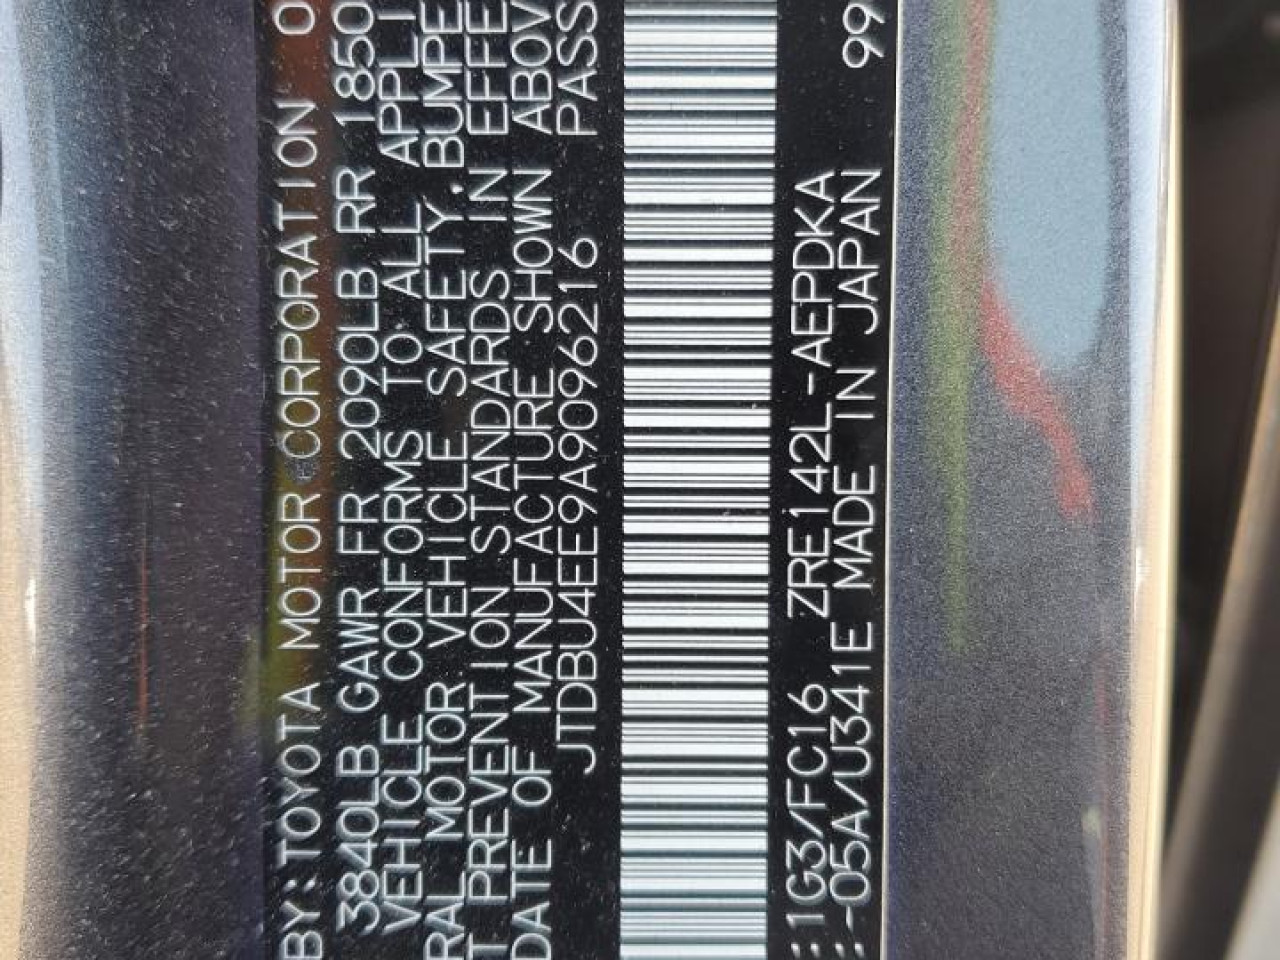 BY:TOYOTA MOTOR CORPORATION 0
3840LB GAWR FR 2090LB RR 1850
VEHICLE CONFORMS TO ALL APPLI
RAL MOTOR VEHICLE SAFETY, BUMPE
T PREVENTION STANDARDS IN EFFE
DATE OF MANUFACTURE SHOWN ABOV
JTDBU4EE9A9096216 PASS
:1G3/FC16 ZRE142L-AEPDKA
:-05A/U341E MADE IN JAPAN 99